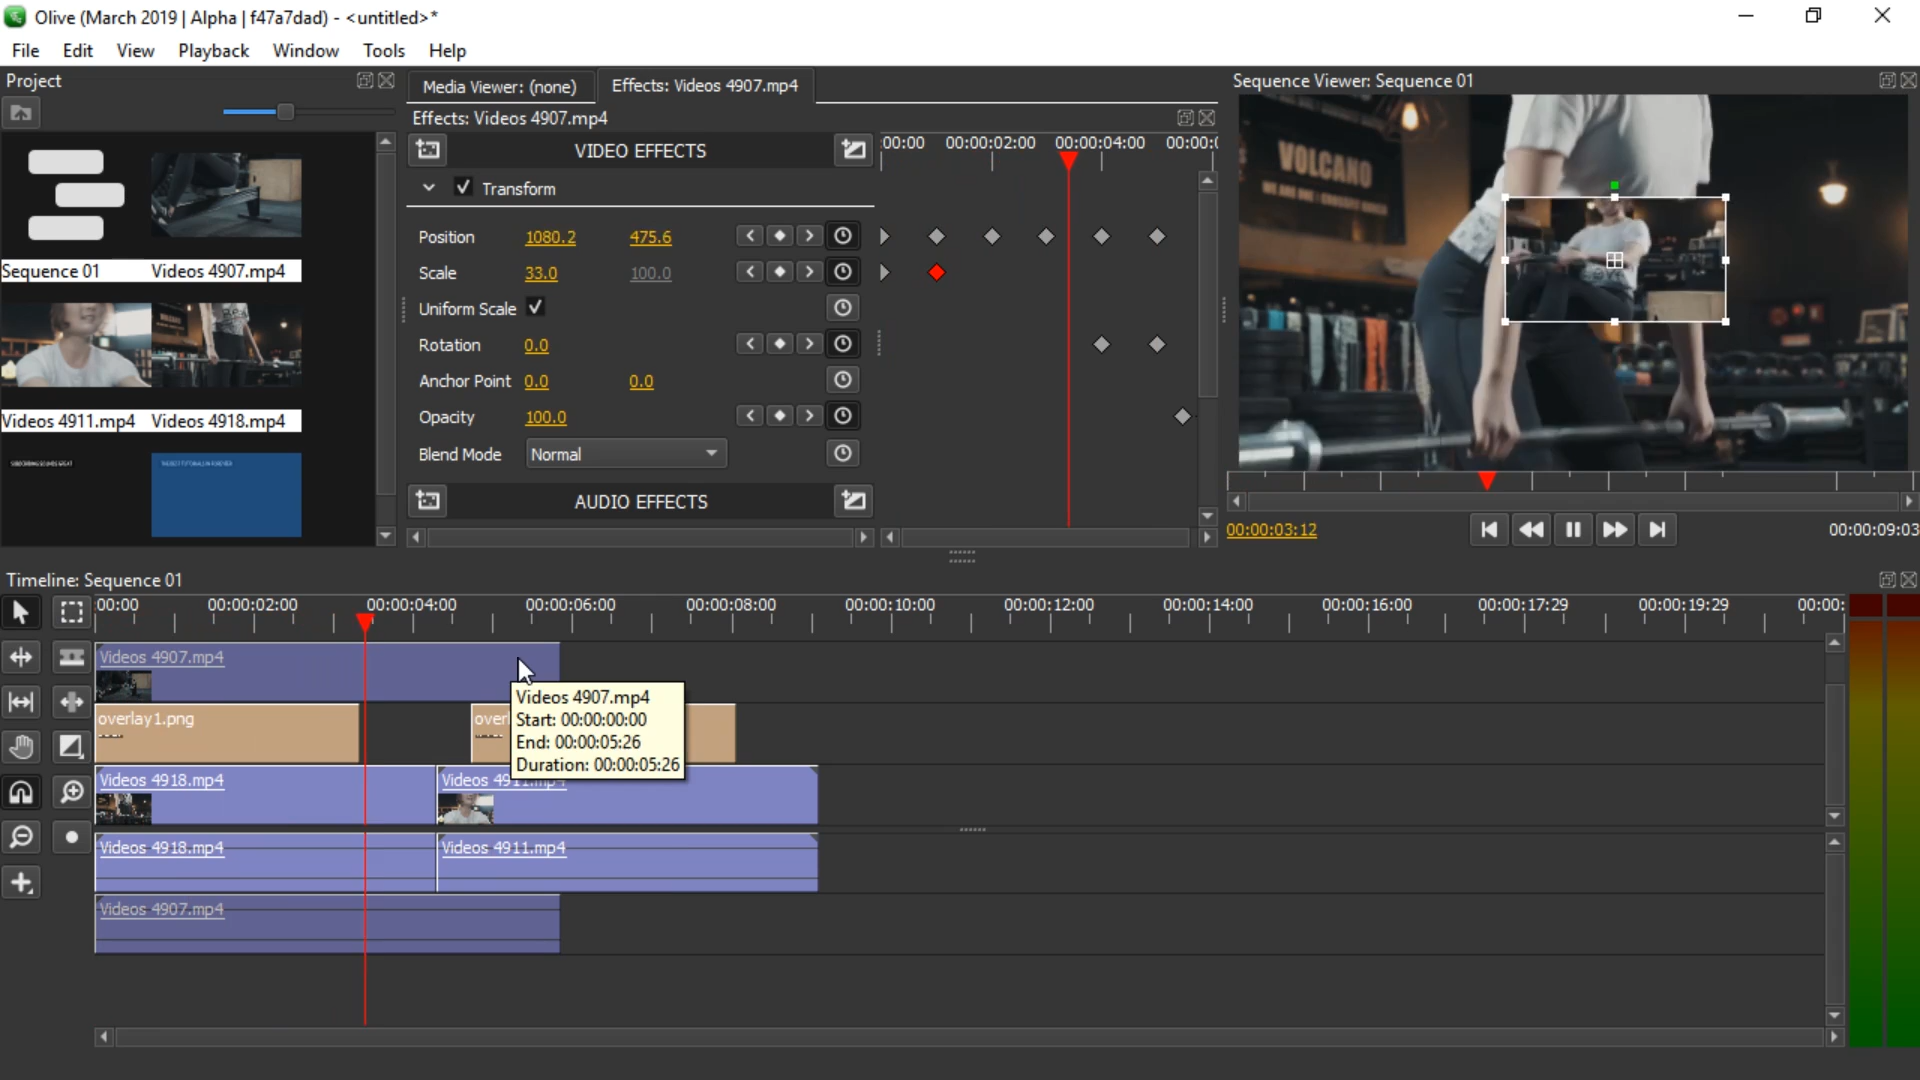 Olive (March 2019 | Alpha | f47a7dad) - <untitled>*
File Edit View Playback Window Tools Help
Project
Sequence 01
Videos 4907.mp4
Videos 4911.mp4
Videos 4918.mp4
Media Viewer: (none)
Effects: Videos 4907.mp4
Effects: Videos 4907.mp4
VIDEO EFFECTS
Transform
Position 1080.2 475.6
Scale 33.0 100.0
Uniform Scale
Rotation 0.0
Anchor Point 0.0 0.0
Opacity 100.0
Blend Mode Normal
AUDIO EFFECTS
:00:00 00:00:02:00 00:00:04:00 00:00:0
Sequence Viewer: Sequence 01
VOLCANO
00:00:03:12
00:00:09:03
Timeline: Sequence 01
:00:00 00:00:02:00 00:00:04:00 00:00:06:00 00:00:08:00 00:00:10:00 00:00:12:00 00:00:14:00 00:00:16:00 00:00:17:29 00:00:19:29 00:00:
Videos 4907.mp4
Videos 4907.mp4
Start: 00:00:00:00
End: 00:00:05:26
Duration: 00:00:05:26
overlay1.png
overl
Videos 4918.mp4
Videos 4911.mp4
Videos 4918.mp4
Videos 4911.mp4
Videos 4907.mp4